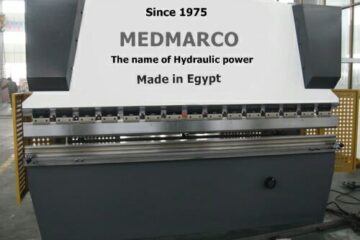 Since 1975
MEDMARCO
The name of Hydraulic power
Made in Egypt